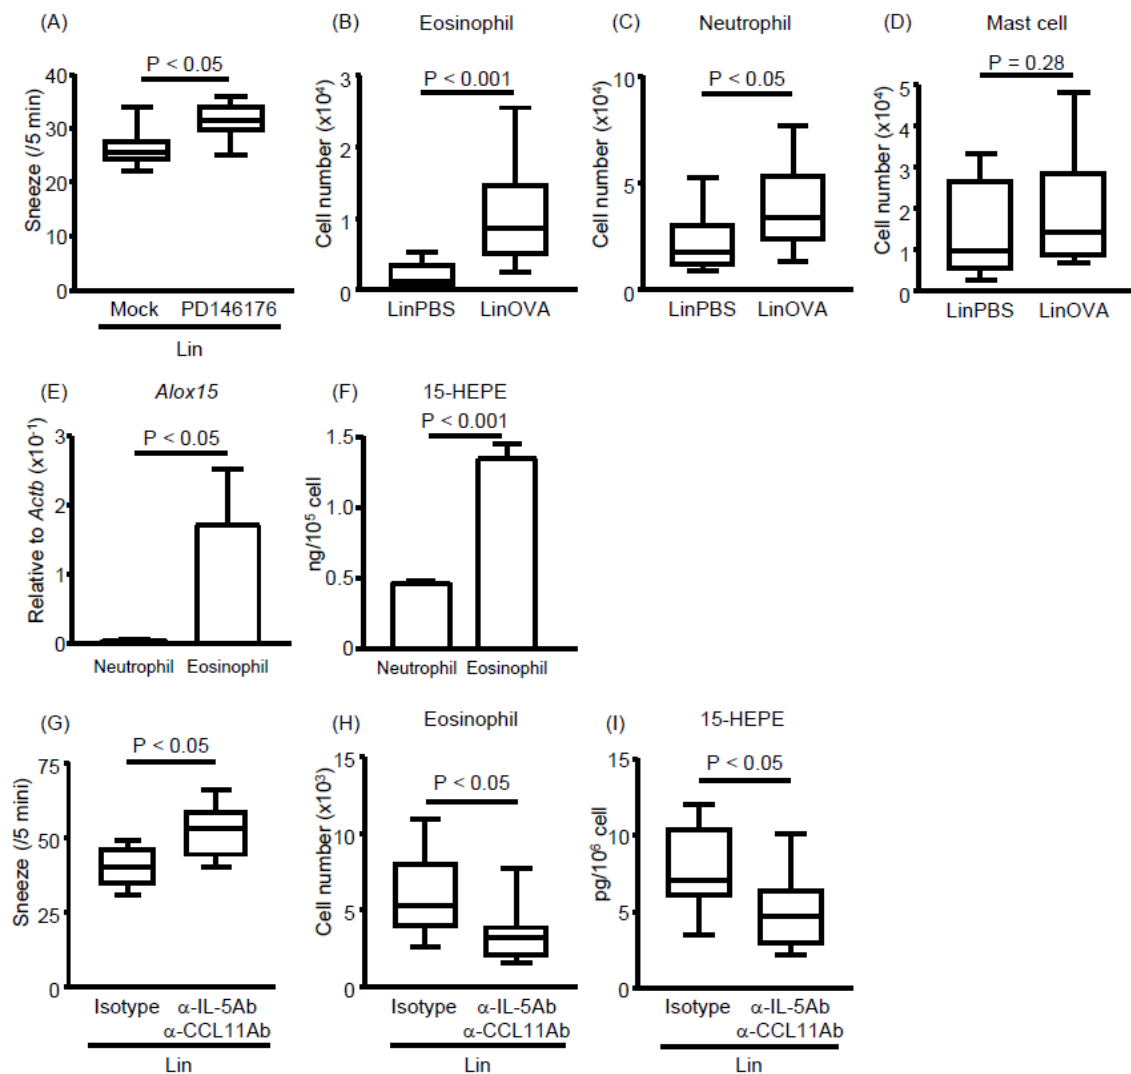 (A)
P < 0.05
Sneeze (/5 min)
40
30
20
10
0
Mock PD146176
Lin
(B) Eosinophil
P < 0.001
Cell number (x10⁴)
3
2
1
0
LinPBS LinOVA
(C) Neutrophil
P < 0.05
Cell number (x10⁴)
10
5
0
LinPBS LinOVA
(D) Mast cell
P = 0.28
Cell number (x10⁴)
5
4
3
2
1
0
LinPBS LinOVA
(E) Alox15
P < 0.05
Relative to Actb (x10⁻¹)
3
2
1
0
Neutrophil Eosinophil
(F) 15-HEPE
P < 0.001
ng/10⁵ cell
1.5
1.0
0.5
0
Neutrophil Eosinophil
(G)
P < 0.05
Sneeze (/5 mini)
75
50
25
0
Isotype α-IL-5Ab
α-CCL11Ab
Lin
(H) Eosinophil
P < 0.05
Cell number (x10³)
15
10
5
0
Isotype α-IL-5Ab
α-CCL11Ab
Lin
(I) 15-HEPE
P < 0.05
pg/10⁶ cell
15
10
5
0
Isotype α-IL-5Ab
α-CCL11Ab
Lin